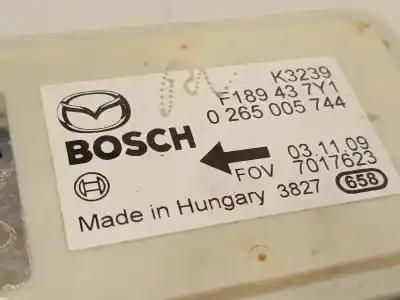 K3239
F189 43 7Y1
0 265 005 744
BOSCH
FOV
03.11.09
7017623
Made in Hungary 3827 658